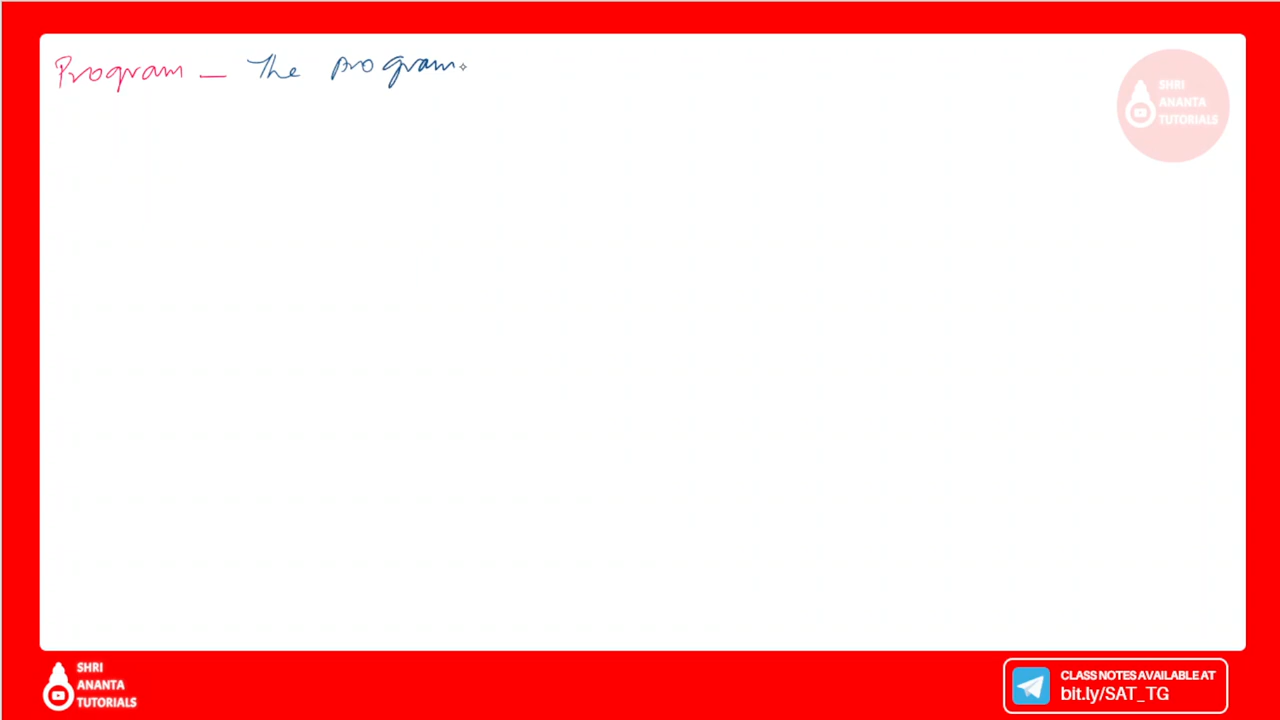 Program - The program
SHRI
ANANTA
TUTORIALS
SHRI
ANANTA
TUTORIALS
CLASS NOTES AVAILABLE AT
bit.ly/SAT_TG